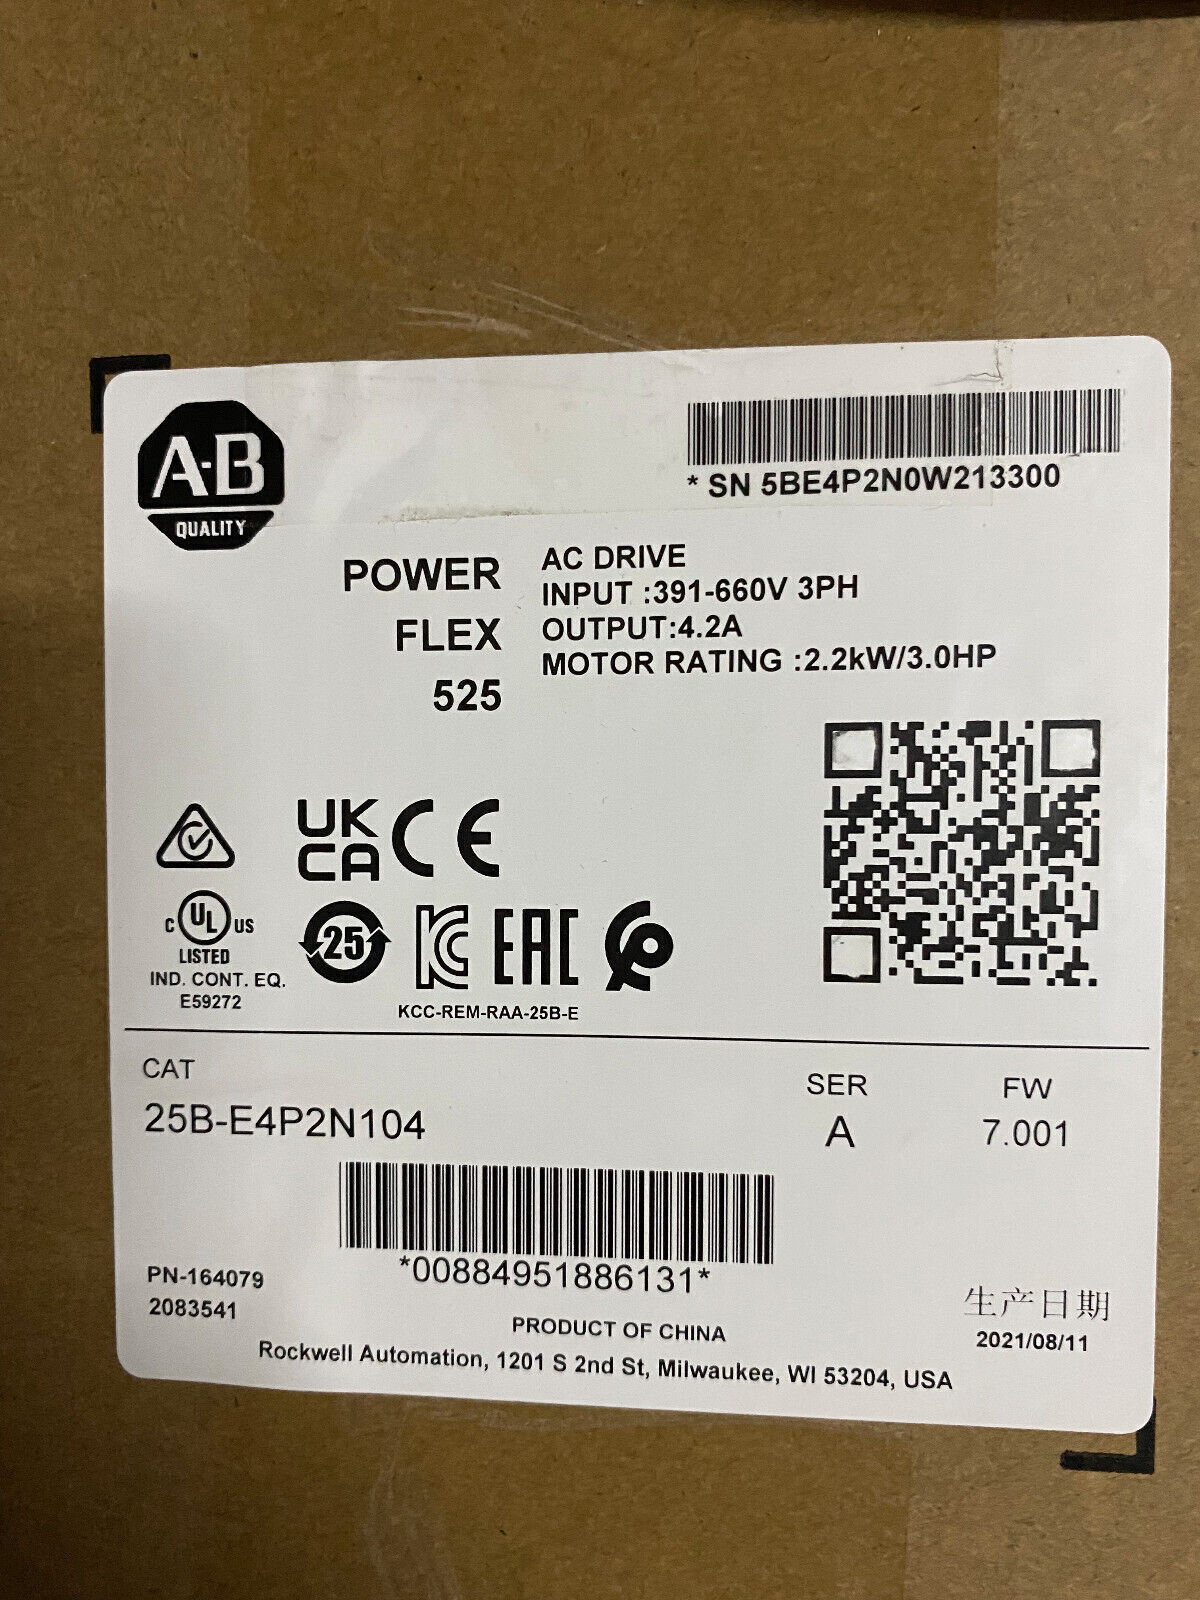 A-B
QUALITY
* SN 5BE4P2N0W213300
POWER
FLEX
525
AC DRIVE
INPUT :391-660V 3PH
OUTPUT:4.2A
MOTOR RATING :2.2kW/3.0HP
UK
CA CE
C UL US
LISTED
IND. CONT. EQ.
E59272
25
KC EAC
KCC-REM-RAA-25B-E
CAT
25B-E4P2N104
SER
A
FW
7.001
*00884951886131*
PN-164079
2083541
生产日期
2021/08/11
PRODUCT OF CHINA
Rockwell Automation, 1201 S 2nd St, Milwaukee, WI 53204, USA